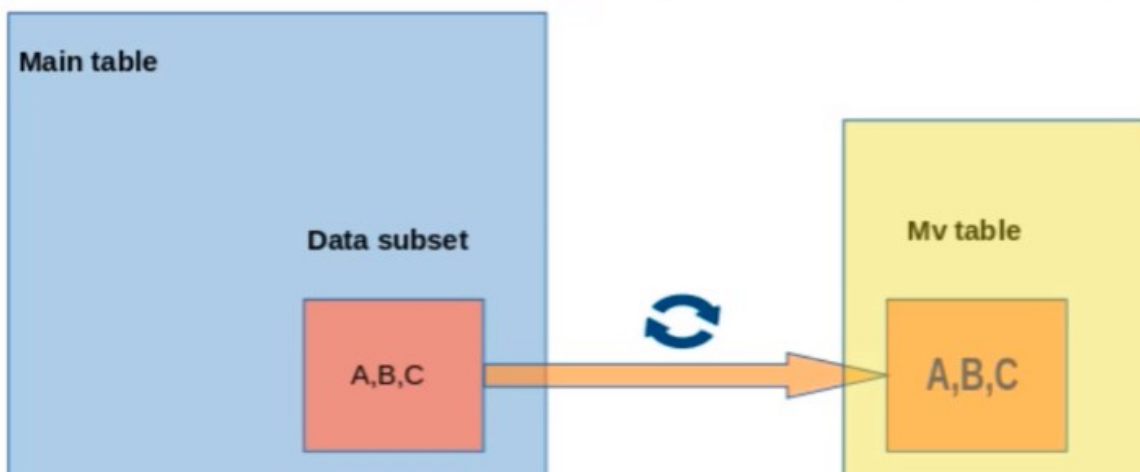 Main table
Data subset
Mv table
A,B,C
A,B,C